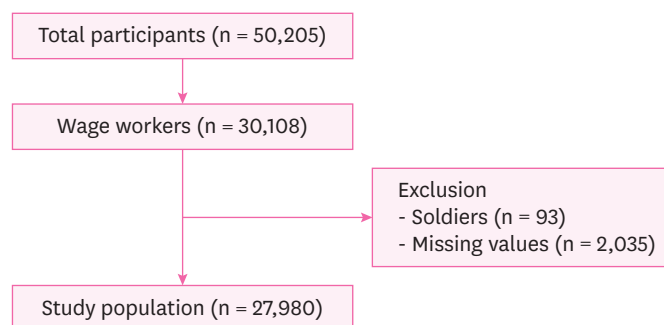 Total participants (n = 50,205)
Wage workers (n = 30,108)
Exclusion
- Soldiers (n = 93)
- Missing values (n = 2,035)
Study population (n = 27,980)